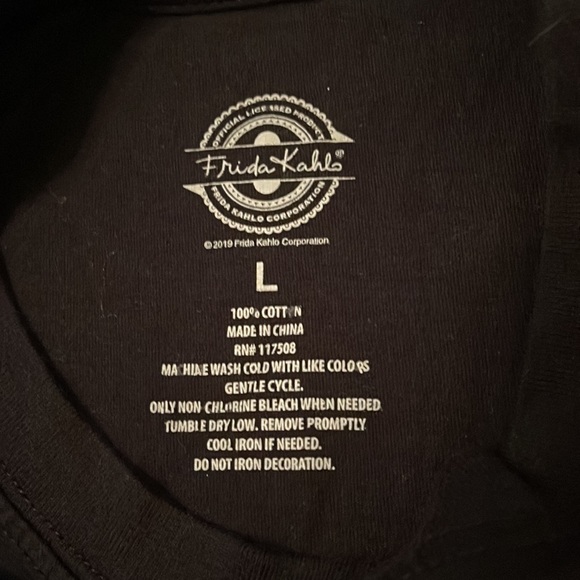 OFFICIAL LICENSED PRODUCT
Frida Kahlo®
FRIDA KAHLO CORPORATION
© 2019 Frida Kahlo Corporation
L
100% COTTON
MADE IN CHINA
RN# 117508
MACHINE WASH COLD WITH LIKE COLORS
GENTLE CYCLE.
ONLY NON-CHLORINE BLEACH WHEN NEEDED
TUMBLE DRY LOW. REMOVE PROMPTLY
COOL IRON IF NEEDED.
DO NOT IRON DECORATION.